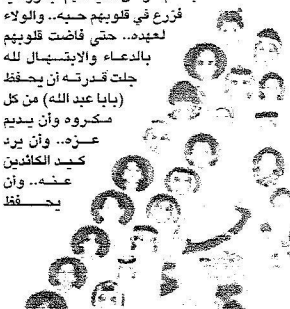 فزرع في قلوبهم حبه.. والولاء
لعهده.. حتى فاضت قلوبهم
بالدعاء والابتهال لله
جلت قدرته أن يحفظ
(بابا عبد الله) من كل
مكروه وأن يديم
عزه.. وأن يرد
كيد الكائدين
عنه.. وأن
يحفظ